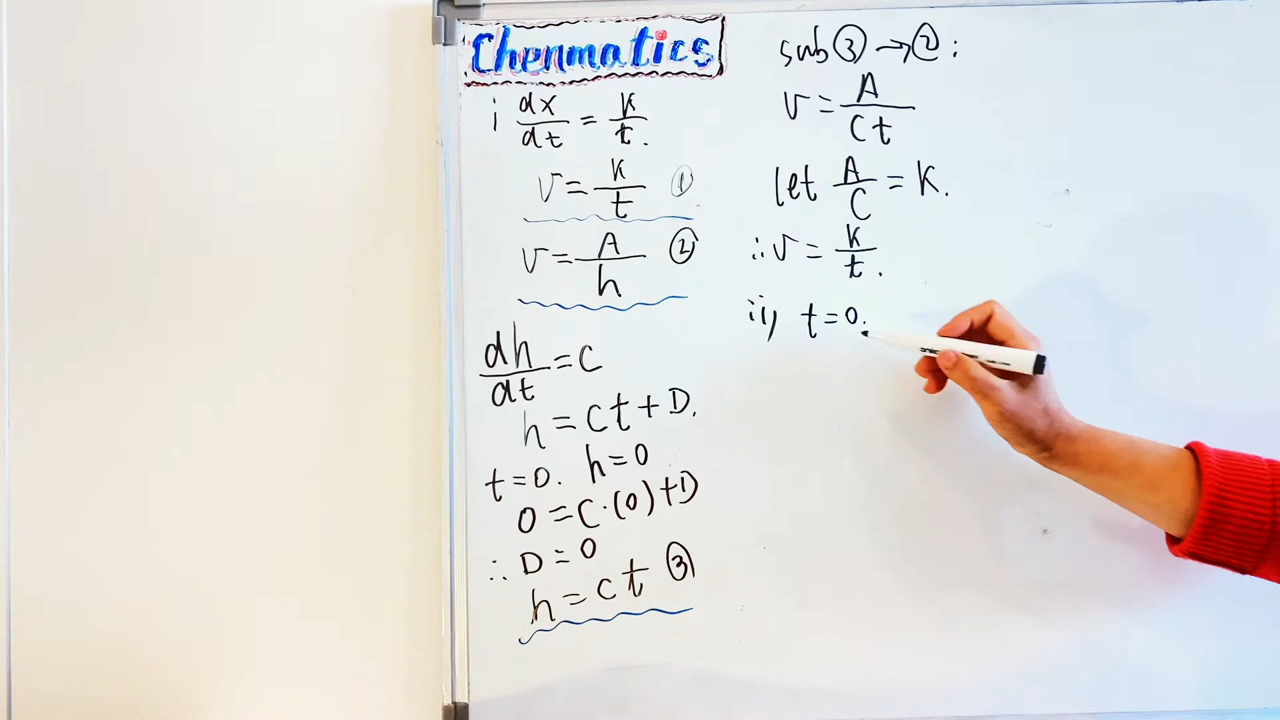 Chenmatics
i dx/dt = k/t.
v = k/t ①
v = A/h ②
dh/dt = C
h = Ct + D.
t = 0. h = 0
0 = C·(0) + D
∴ D = 0
h = ct ③
sub ③ → ② :
v = A/Ct
let A/C = K.
∴ v = k/t.
ii) t = 0.